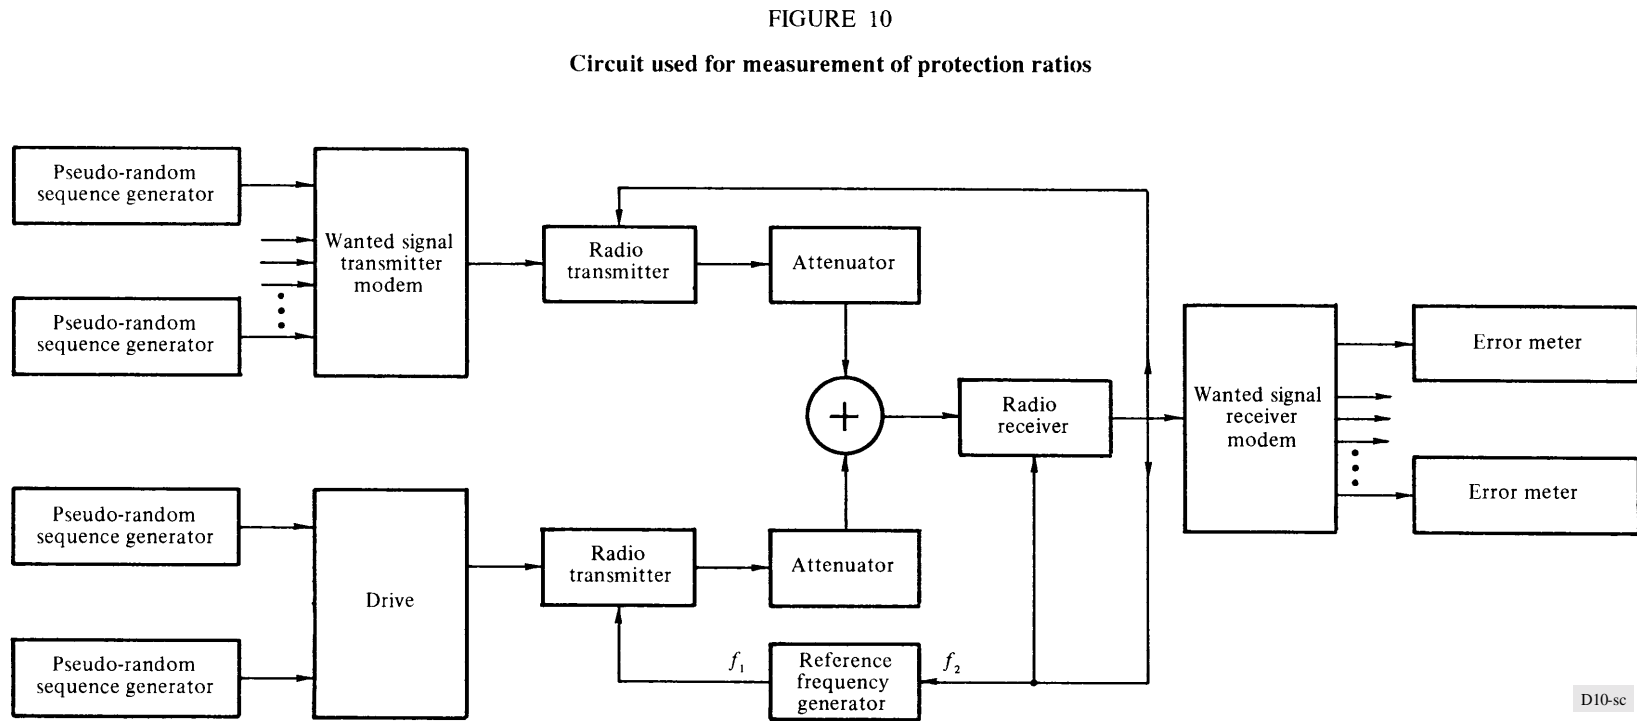 FIGURE 10
Circuit used for measurement of protection ratios
Pseudo-random
sequence generator
Pseudo-random
sequence generator
Wanted signal
transmitter
modem
Radio
transmitter
Attenuator
+
Radio
receiver
Wanted signal
receiver
modem
Error meter
Error meter
Pseudo-random
sequence generator
Pseudo-random
sequence generator
Drive
Radio
transmitter
Attenuator
f₁
Reference
frequency
generator
f₂
D10-sc